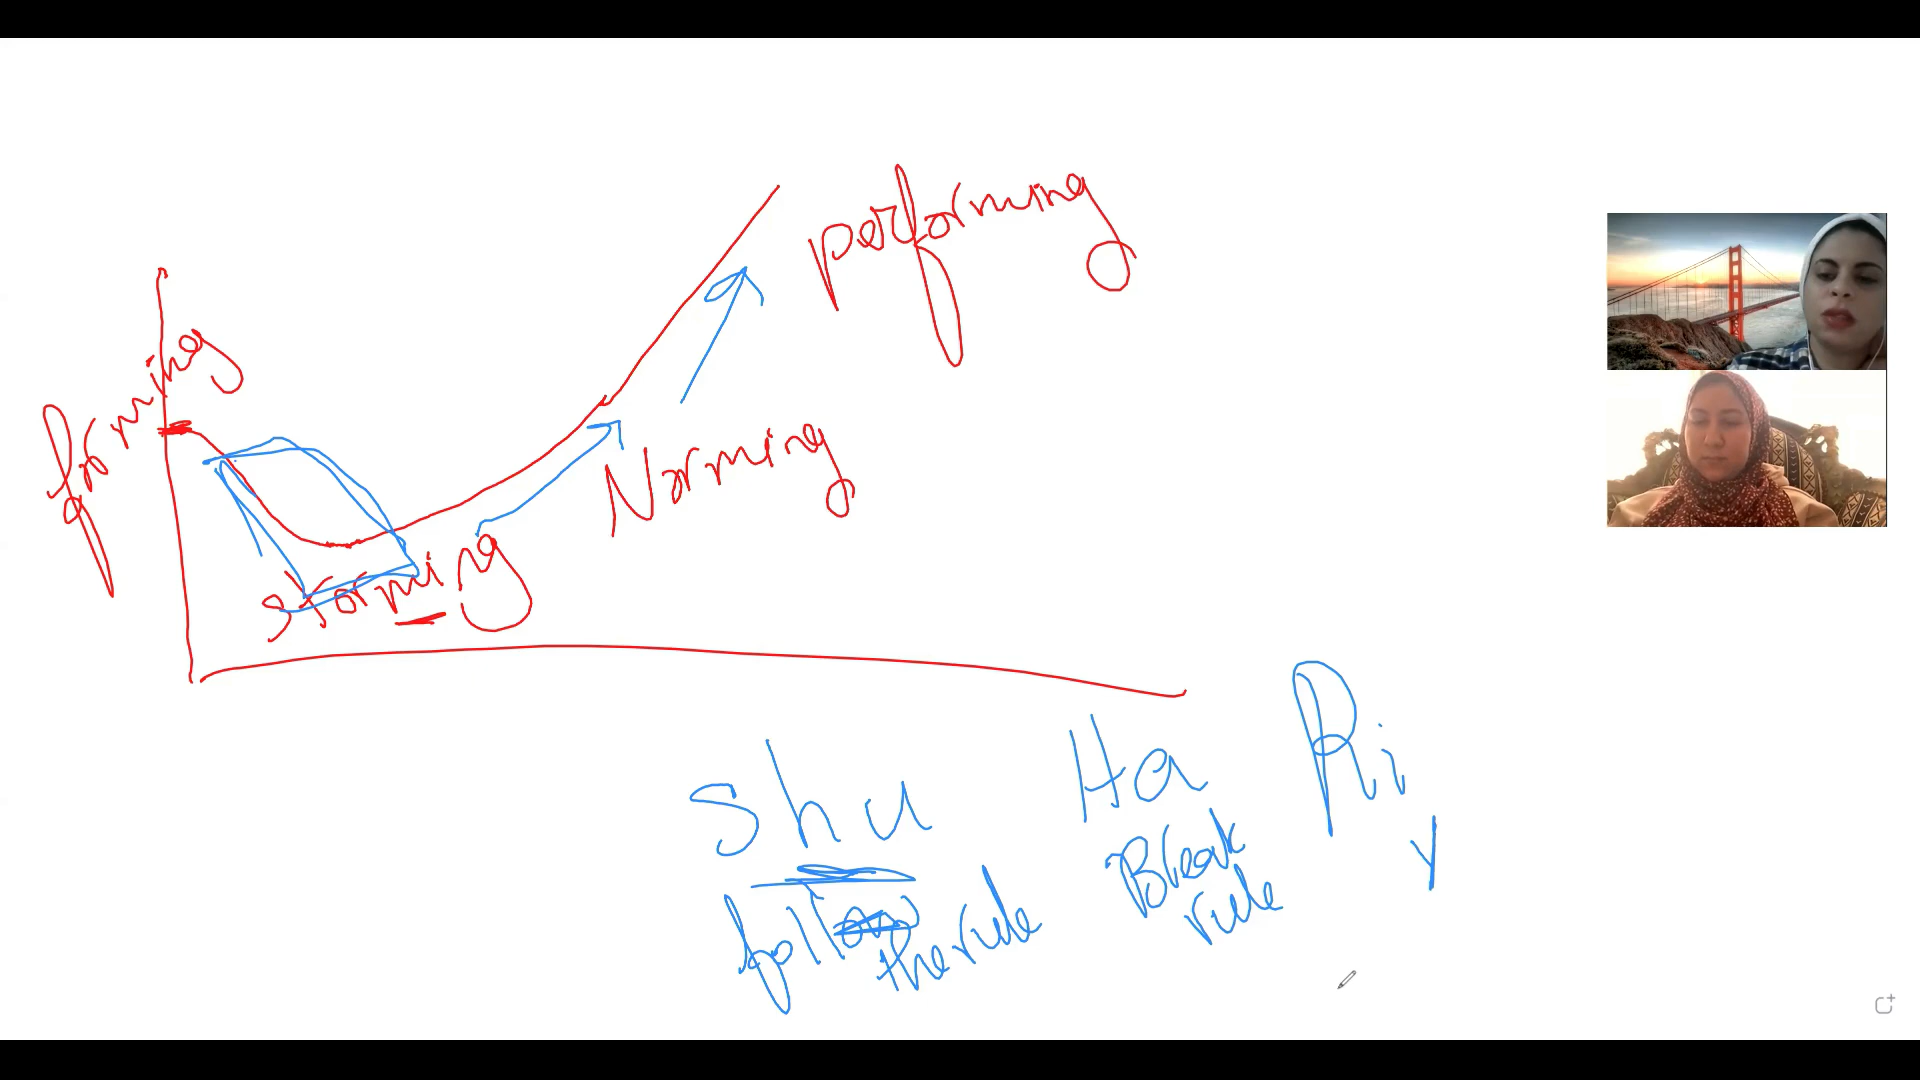 performing
forming
Norming
storming
Shu Ha Ri
follow the rule
Break
rule